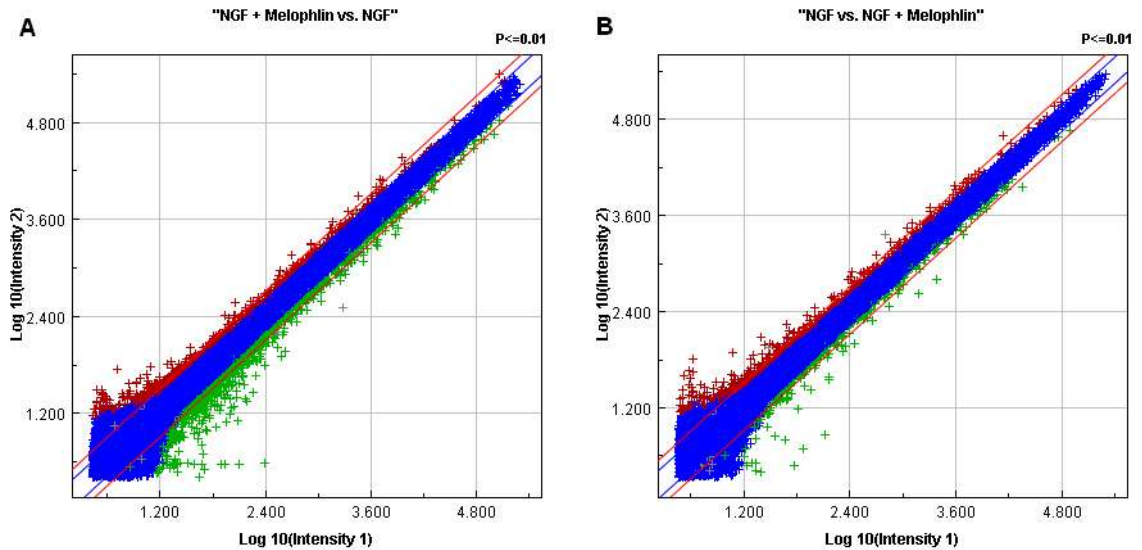 A
"NGF + Melophlin vs. NGF"
P<=0.01
Log 10(Intensity 2)
4.800
3.600
2.400
1.200
1.200 2.400 3.600 4.800
Log 10(Intensity 1)
B
"NGF vs. NGF + Melophlin"
P<=0.01
Log 10(Intensity 2)
4.800
3.600
2.400
1.200
1.200 2.400 3.600 4.800
Log 10(Intensity 1)